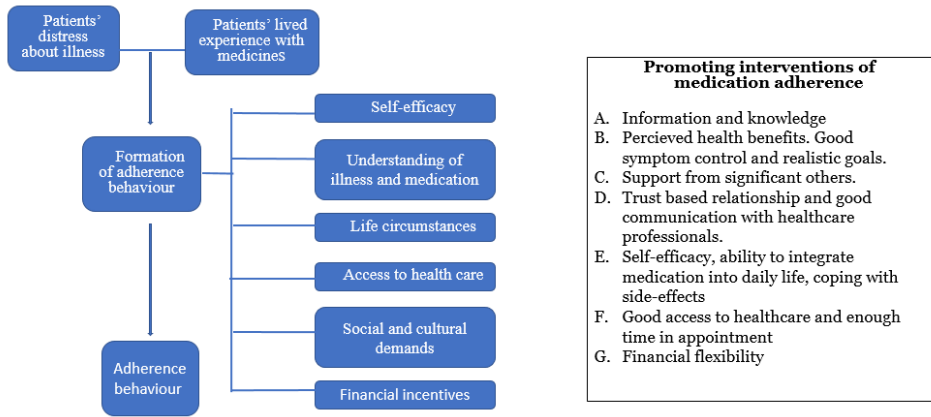 Patients'
distress
about illness
Patients' lived
experience with
medicines
Self-efficacy
Formation
of adherence
behaviour
Understanding of
illness and medication
Life circumstances
Access to health care
Social and cultural
demands
Adherence
behaviour
Financial incentives
Promoting interventions of
medication adherence
A. Information and knowledge
B. Percieved health benefits. Good
symptom control and realistic goals.
C. Support from significant others.
D. Trust based relationship and good
communication with healthcare
professionals.
E. Self-efficacy, ability to integrate
medication into daily life, coping with
side-effects
F. Good access to healthcare and enough
time in appointment
G. Financial flexibility